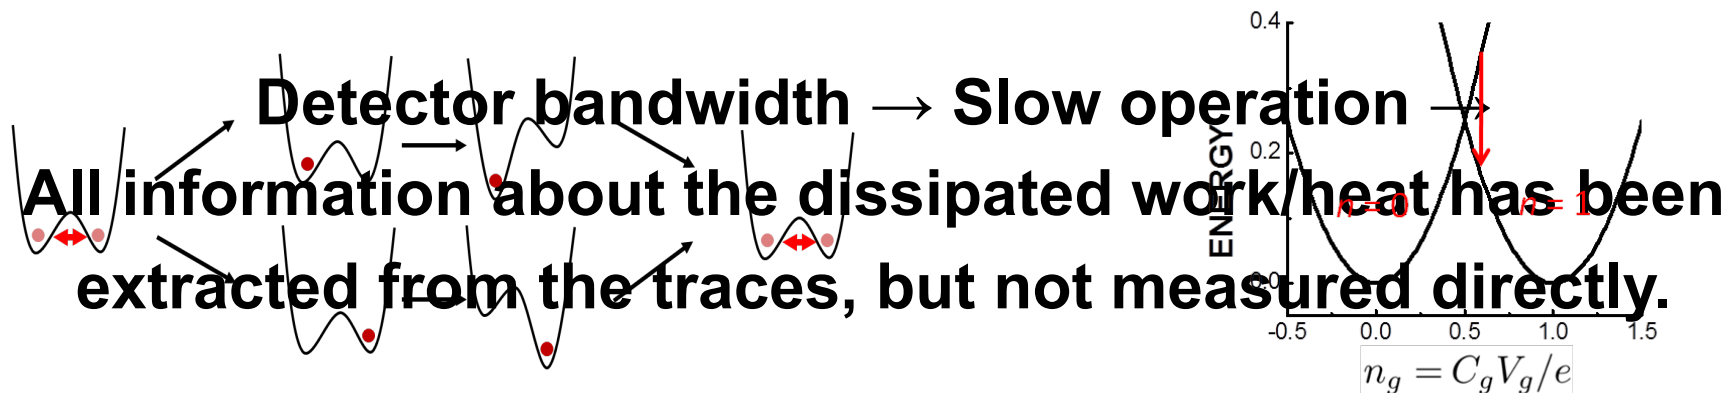 Detector bandwidth → Slow operation →
All information about the dissipated work/heat has been
extracted from the traces, but not measured directly.
ENERGY
0.4
0.2
0.0
n = 0
n = 1
-0.5 0.0 0.5 1.0 1.5
n_g = C_gV_g/e